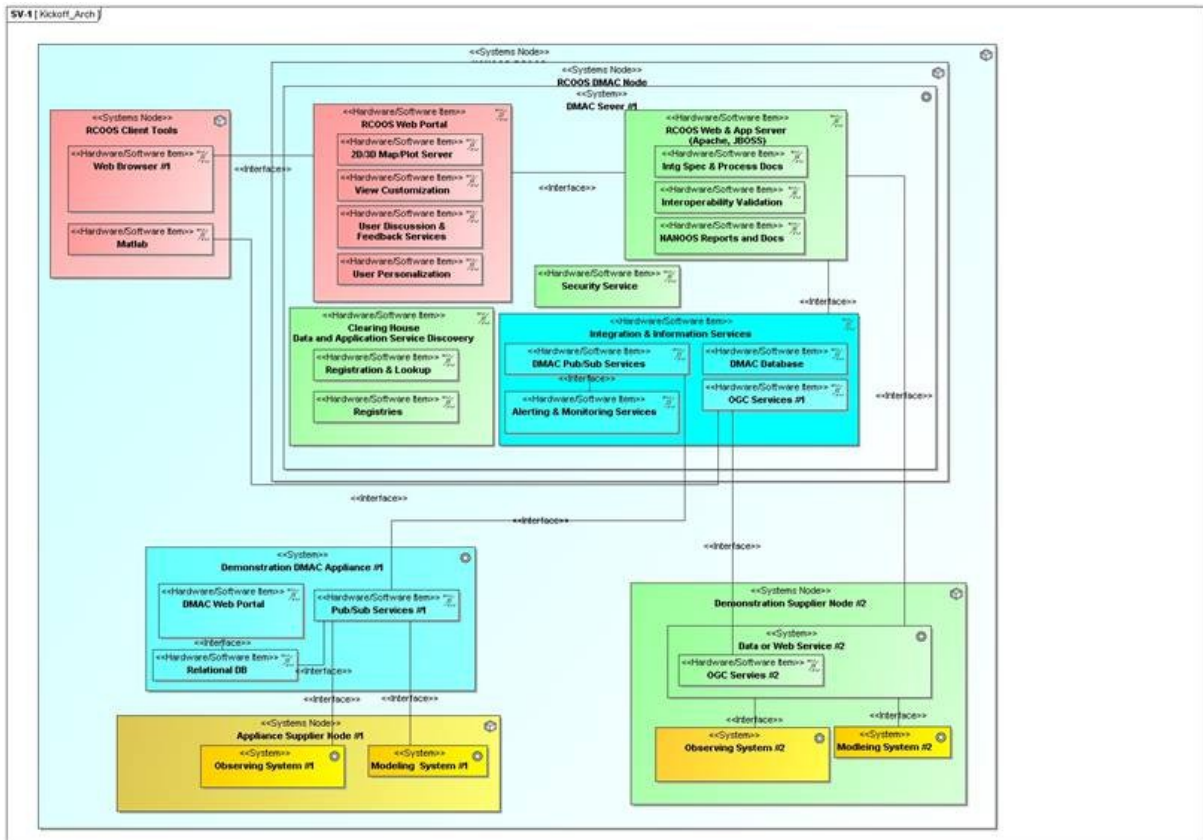 SV-1 [ Kickoff_Arch ]
<<Systems Node>>
<<Systems Node>>
RCOOS DMAC Node
<<System>>
DMAC Sever #1
<<Systems Node>>
RCOOS Client Tools
<<Hardware/Software Item>>
Web Browser #1
<<Hardware/Software Item>>
Matlab
<<Interface>>
<<Hardware/Software Item>>
RCOOS Web Portal
<<Hardware/Software Item>>
2D/3D Map/Plot Server
<<Hardware/Software Item>>
View Customization
<<Hardware/Software Item>>
User Discussion &
Feedback Services
<<Hardware/Software Item>>
User Personalization
<<Interface>>
<<Hardware/Software Item>>
RCOOS Web & App Server
(Apache, JBOSS)
<<Hardware/Software Item>>
Intg Spec & Process Docs
<<Hardware/Software Item>>
Interoperability Validation
<<Hardware/Software Item>>
NANOOS Reports and Docs
<<Hardware/Software Item>>
Security Service
<<Interface>>
<<Hardware/Software Item>>
Clearing House
Data and Application Service Discovery
<<Hardware/Software Item>>
Registration & Lookup
<<Hardware/Software Item>>
Registries
<<Hardware/Software Item>>
Integration & Information Services
<<Hardware/Software Item>>
DMAC Pub/Sub Services
<<Interface>>
<<Hardware/Software Item>>
Alerting & Monitoring Services
<<Hardware/Software Item>>
DMAC Database
<<Hardware/Software Item>>
OGC Services #1
<<Interface>>
<<Interface>>
<<Interface>>
<<Interface>>
<<System>>
Demonstration DMAC Appliance #1
<<Hardware/Software Item>>
DMAC Web Portal
<<Hardware/Software Item>>
Pub/Sub Services #1
<<Interface>>
<<Hardware/Software Item>>
Relational DB
<<Interface>>
<<Interface>>
<<Interface>>
<<Systems Node>>
Appliance Supplier Node #1
<<System>>
Observing System #1
<<System>>
Modeling System #1
<<Systems Node>>
Demonstration Supplier Node #2
<<System>>
Data or Web Service #2
<<Hardware/Software Item>>
OGC Servies #2
<<Interface>>
<<Interface>>
<<System>>
Observing System #2
<<System>>
Modleing System #2